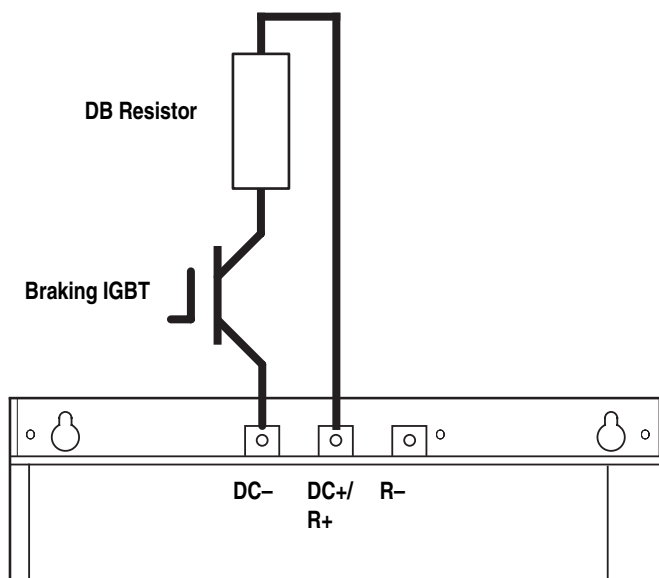 DB Resistor
Braking IGBT
DC– DC+/ R–
R+